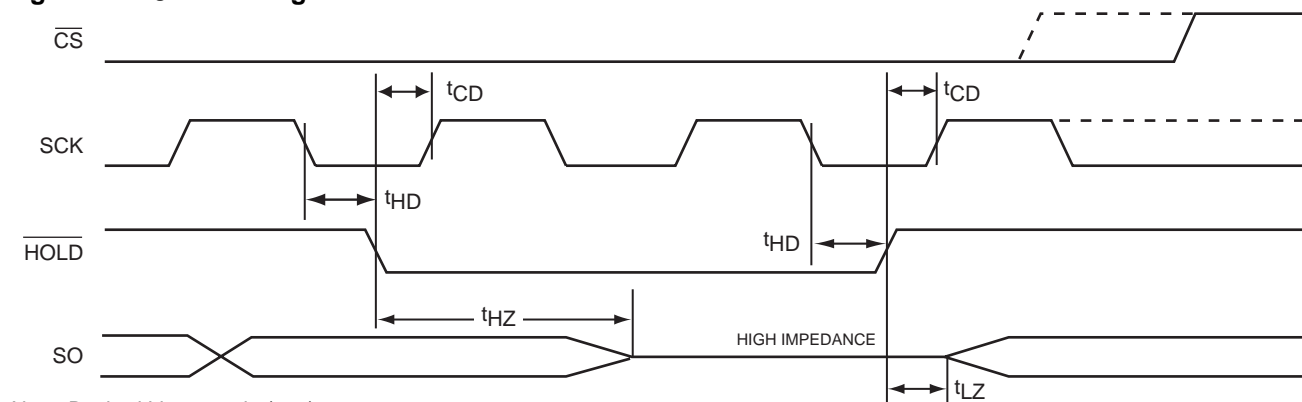 CS
tCD
tCD
SCK
tHD
HOLD
tHD
tHZ
HIGH IMPEDANCE
SO
tLZ